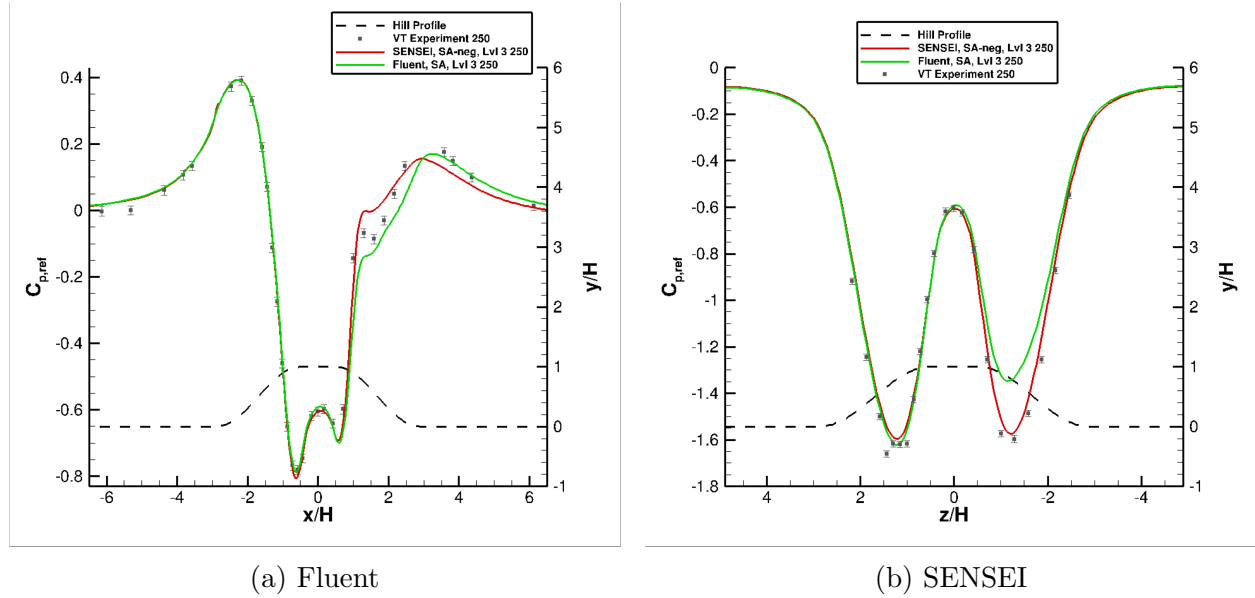 Hill Profile
VT Experiment 250
SENSEI, SA-neg, Lvl 3 250
Fluent, SA, Lvl 3 250
0.4
0.2
0
-0.2
-0.4
-0.6
-0.8
Cp,ref
6
5
4
3
2
1
0
-1
y/H
-6 -4 -2 0 2 4 6
x/H
(a) Fluent
Hill Profile
SENSEI, SA-neg, Lvl 3 250
Fluent, SA, Lvl 3 250
VT Experiment 250
0
-0.2
-0.4
-0.6
-0.8
-1
-1.2
-1.4
-1.6
-1.8
Cp,ref
6
5
4
3
2
1
0
-1
y/H
4 2 0 -2 -4
z/H
(b) SENSEI